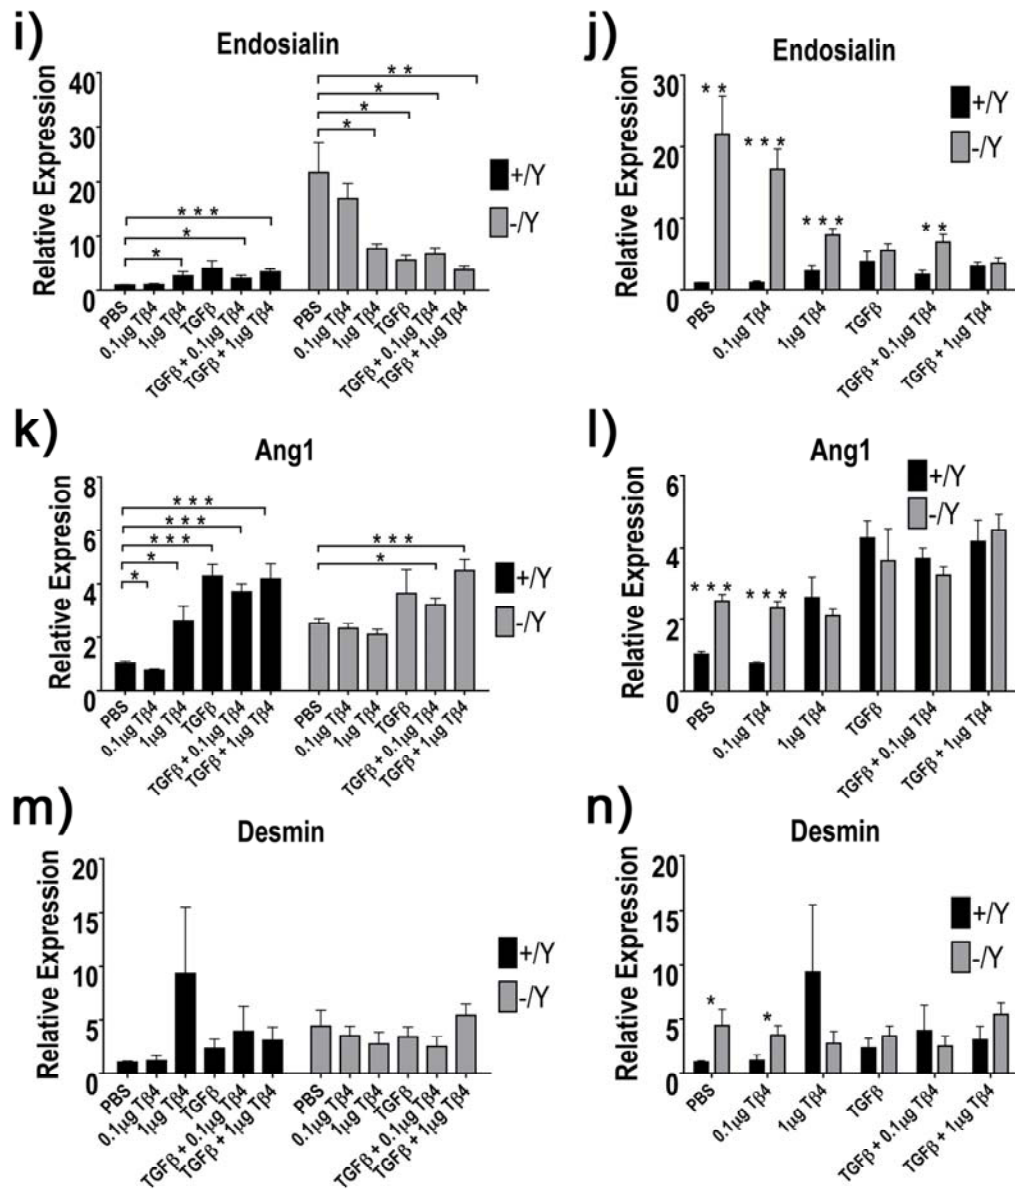 i)
Endosialin
Relative Expression
40
30
20
10
0
* * *
*
*
* *
*
*
*
+/Y
-/Y
PBS
0.1µg Tβ4
1µg Tβ4
TGFβ
TGFβ + 0.1µg Tβ4
TGFβ + 1µg Tβ4
PBS
0.1µg Tβ4
1µg Tβ4
TGFβ
TGFβ + 0.1µg Tβ4
TGFβ + 1µg Tβ4
j)
Endosialin
Relative Expression
30
20
10
0
* *
* * *
* * *
* *
+/Y
-/Y
PBS
0.1µg Tβ4
1µg Tβ4
TGFβ
TGFβ + 0.1µg Tβ4
TGFβ + 1µg Tβ4
k)
Ang1
Relative Expression
8
6
4
2
0
* * *
* * *
* * *
*
*
* * *
*
+/Y
-/Y
PBS
0.1µg Tβ4
1µg Tβ4
TGFβ
TGFβ + 0.1µg Tβ4
TGFβ + 1µg Tβ4
PBS
0.1µg Tβ4
1µg Tβ4
TGFβ
TGFβ + 0.1µg Tβ4
TGFβ + 1µg Tβ4
l)
Ang1
Relative Expression
6
4
2
0
* * *
* * *
+/Y
-/Y
PBS
0.1µg Tβ4
1µg Tβ4
TGFβ
TGFβ + 0.1µg Tβ4
TGFβ + 1µg Tβ4
m)
Desmin
Relative Expression
20
15
10
5
0
+/Y
-/Y
PBS
0.1µg Tβ4
1µg Tβ4
TGFβ
TGFβ + 0.1µg Tβ4
TGFβ + 1µg Tβ4
PBS
0.1µg Tβ4
1µg Tβ4
TGFβ
TGFβ + 0.1µg Tβ4
TGFβ + 1µg Tβ4
n)
Desmin
Relative Expression
20
15
10
5
0
*
*
+/Y
-/Y
PBS
0.1µg Tβ4
1µg Tβ4
TGFβ
TGFβ + 0.1µg Tβ4
TGFβ + 1µg Tβ4